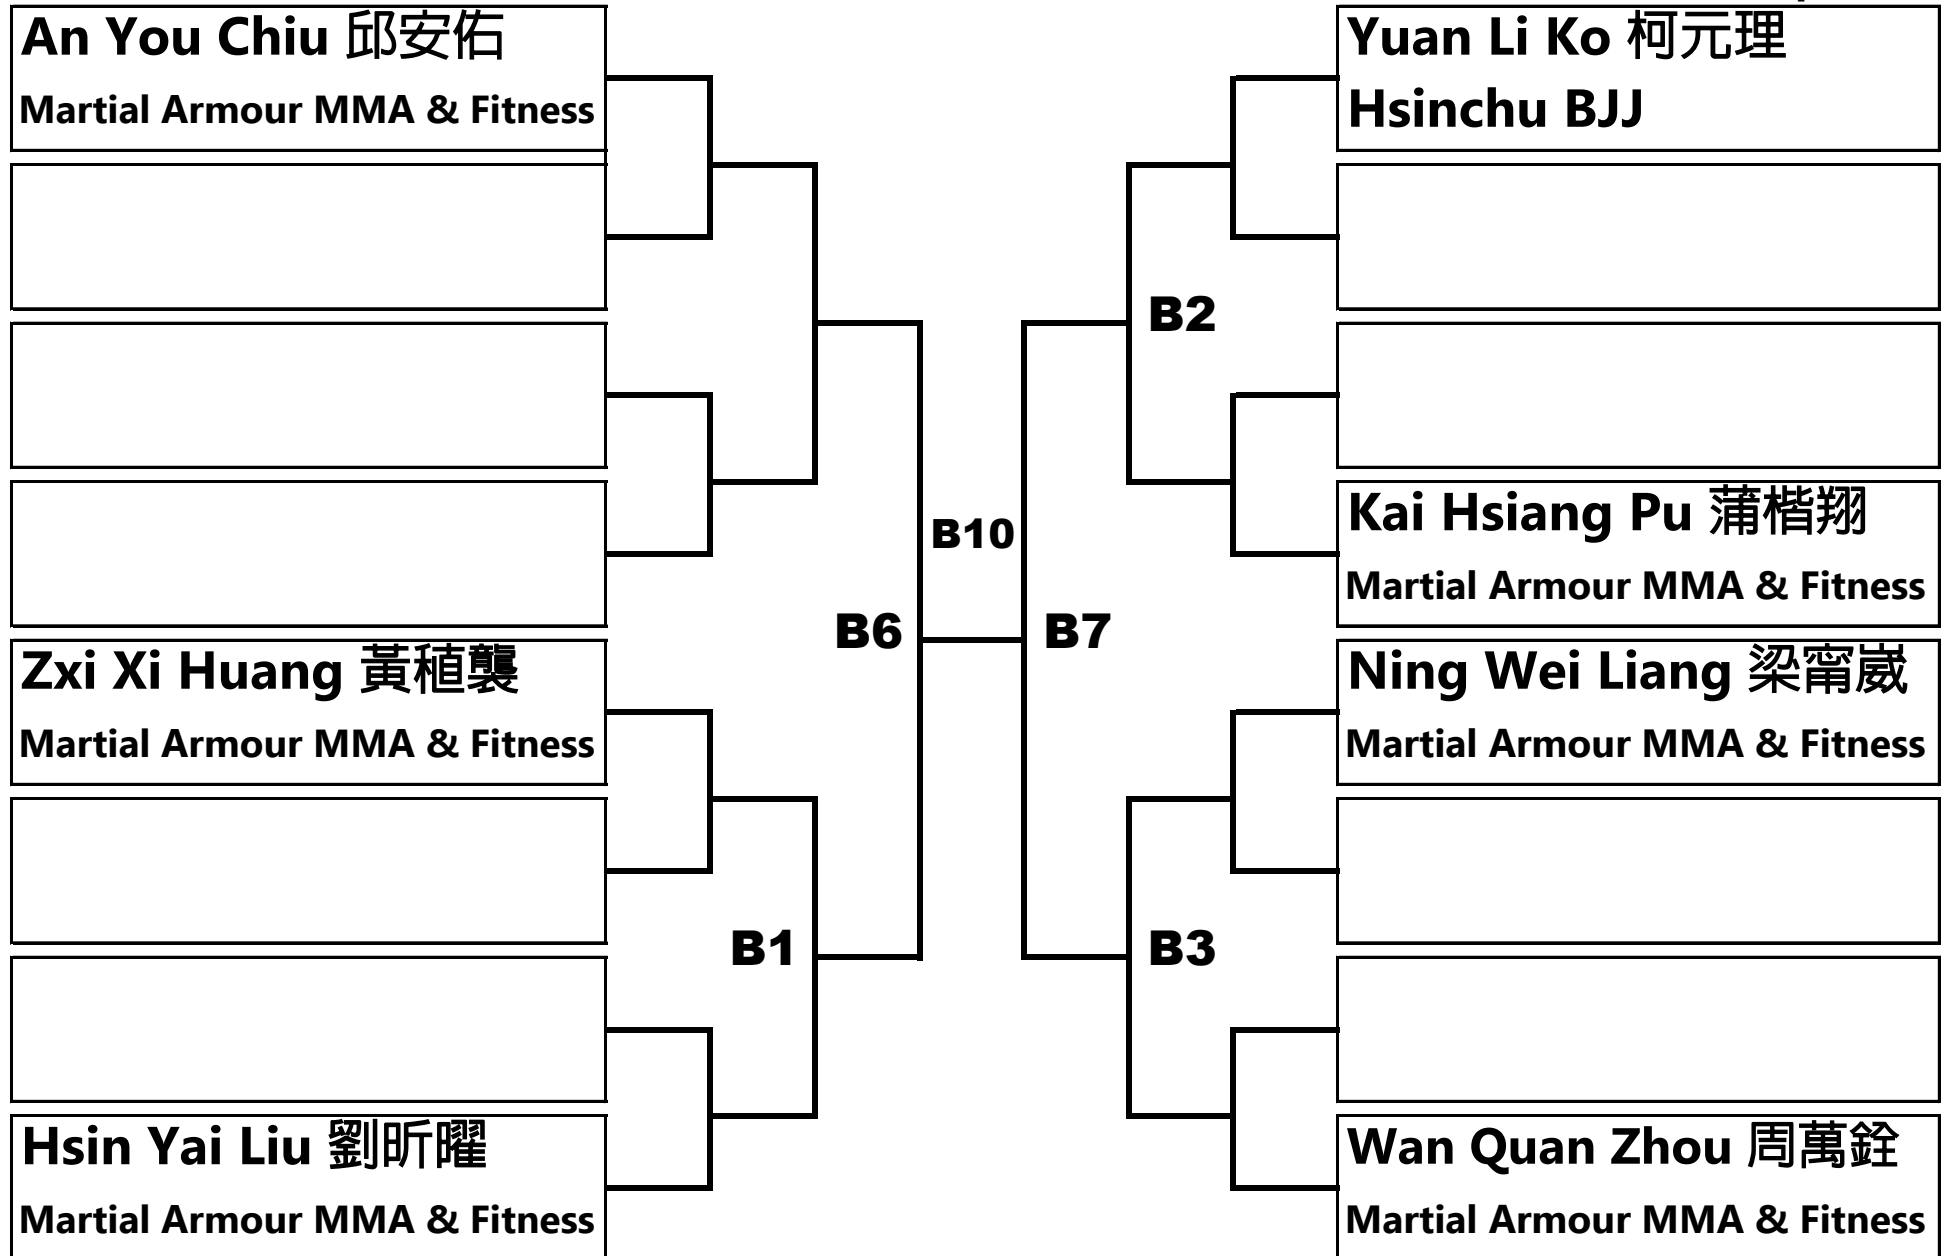 An You Chiu 邱安佑
Martial Armour MMA & Fitness
Zxi Xi Huang 黃稙襲
Martial Armour MMA & Fitness
Hsin Yai Liu 劉昕曜
Martial Armour MMA & Fitness
B1
B6
B10
B7
B2
B3
Yuan Li Ko 柯元理
Hsinchu BJJ
Kai Hsiang Pu 蒲楷翔
Martial Armour MMA & Fitness
Ning Wei Liang 梁甯崴
Martial Armour MMA & Fitness
Wan Quan Zhou 周萬銓
Martial Armour MMA & Fitness